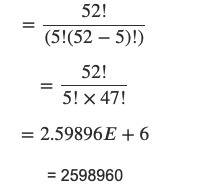 = 52! / (5!(52 − 5)!)
= 52! / 5! × 47!
= 2.59896E + 6
= 2598960